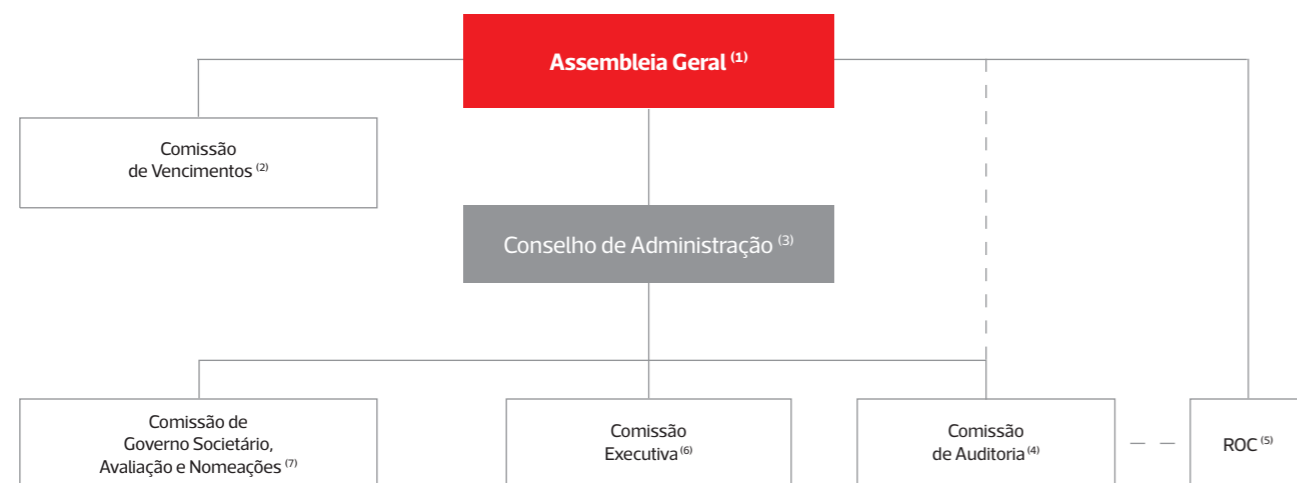 Assembleia Geral (1)
Comissão
de Vencimentos (2)
Conselho de Administração (3)
Comissão de
Governo Societário,
Avaliação e Nomeações (7)
Comissão
Executiva (6)
Comissão
de Auditoria (4)
ROC (5)